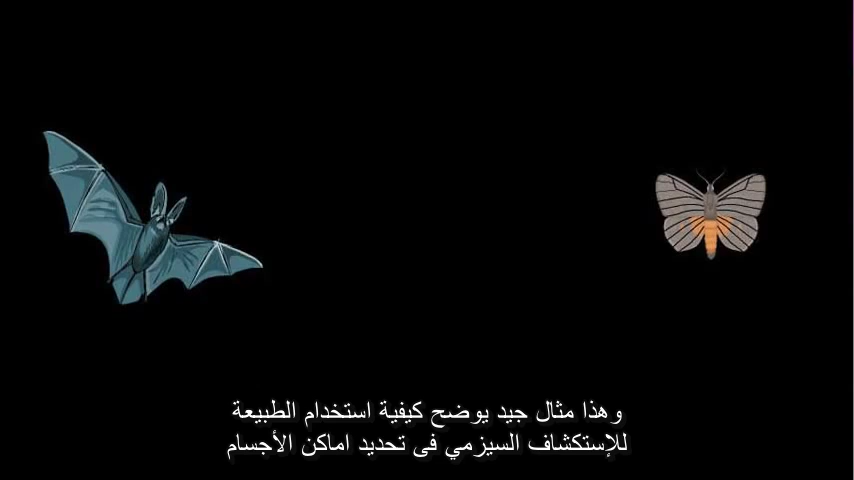 وهذا مثال جيد يوضح كيفية استخدام الطبيعة
للإستكشاف السيزمي فى تحديد اماكن الأجسام